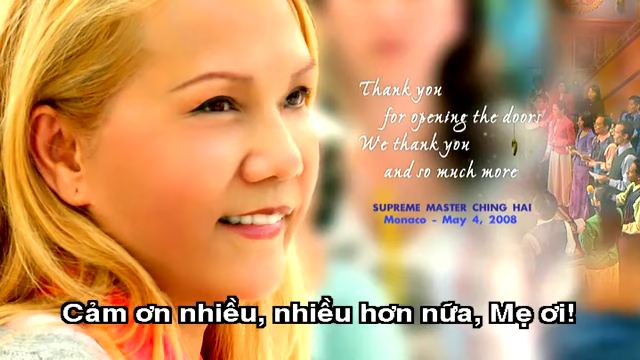 Thank you
for opening the doors
We thank you
and so much more
SUPREME MASTER CHING HAI
Monaco - May 4, 2008
Cảm ơn nhiều, nhiều hơn nữa, Mẹ ơi!